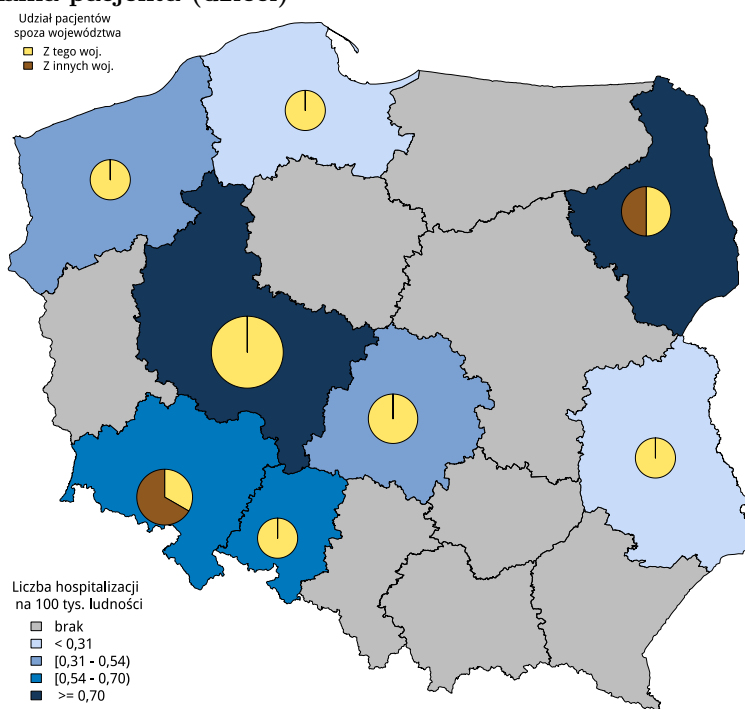 Udział pacjentów
spoza województwa
Z tego woj.
Z innych woj.
Liczba hospitalizacji
na 100 tys. ludności
brak
< 0,31
[0,31 - 0,54)
[0,54 - 0,70)
>= 0,70